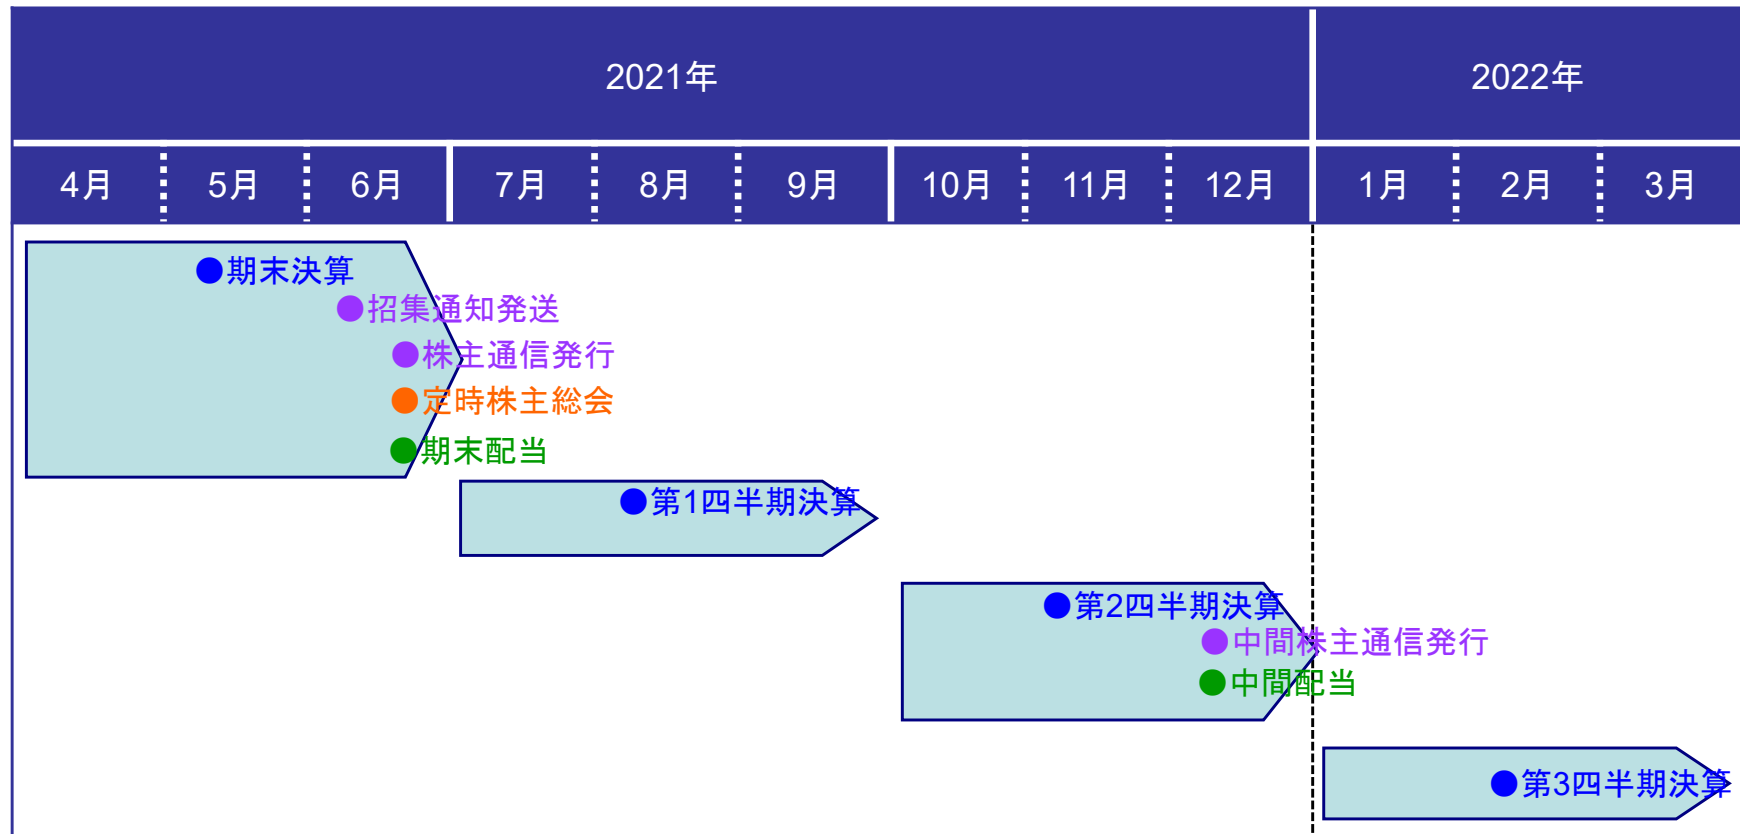 2021年 2022年
4月 5月 6月 7月 8月 9月 10月 11月 12月 1月 2月 3月
●期末決算
●招集通知発送
●株主通信発行
●定時株主総会
●期末配当
●第1四半期決算
●第2四半期決算
●中間株主通信発行
●中間配当
●第3四半期決算